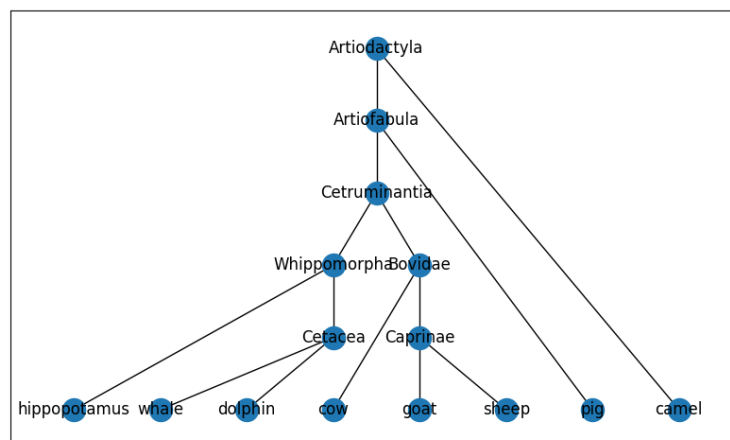 Artiodactyla
Artiofabula
Cetruminantia
Whippomorpha Bovidae
Cetacea Caprinae
hippopotamus whale dolphin cow goat sheep pig camel